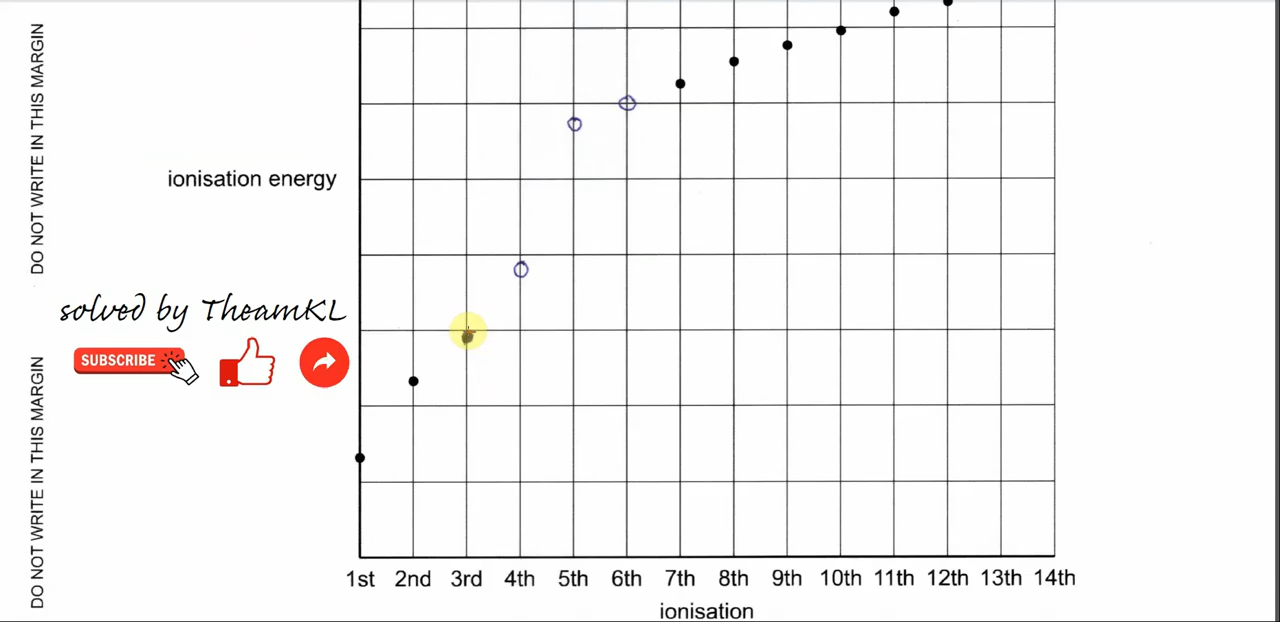 DO NOT WRITE IN THIS MARGIN
ionisation energy
solved by TheamKL
SUBSCRIBE
DO NOT WRITE IN THIS MARGIN
1st 2nd 3rd 4th 5th 6th 7th 8th 9th 10th 11th 12th 13th 14th
ionisation